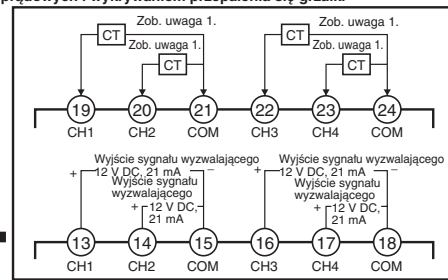 prądowych i wykrywaniem przepalenia się grzałki
Zob. uwaga 1. Zob. uwaga 1.
CT CT
Zob. uwaga 1. Zob. uwaga 1.
CT CT
19 20 21 22 23 24
CH1 CH2 COM CH3 CH4 COM
Wyjście sygnału wyzwalającego Wyjście sygnału wyzwalającego
+ 12 V DC, 21 mA − + 12 V DC, 21 mA −
Wyjście sygnału Wyjście sygnału
wyzwalającego wyzwalającego
+ 12 V DC, + 12 V DC,
21 mA 21 mA
13 14 15 16 17 18
CH1 CH2 COM CH3 CH4 COM